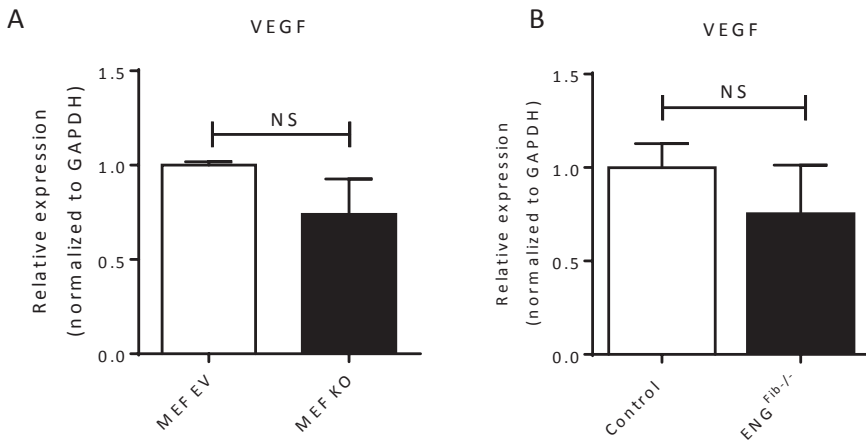 A
VEGF
Relative expression
(normalized to GAPDH)
1.5
1.0
0.5
0.0
NS
MEF EV
MEF KO
B
VEGF
Relative expression
(normalized to GAPDH)
1.5
1.0
0.5
0.0
NS
Control
ENG Fib-/-